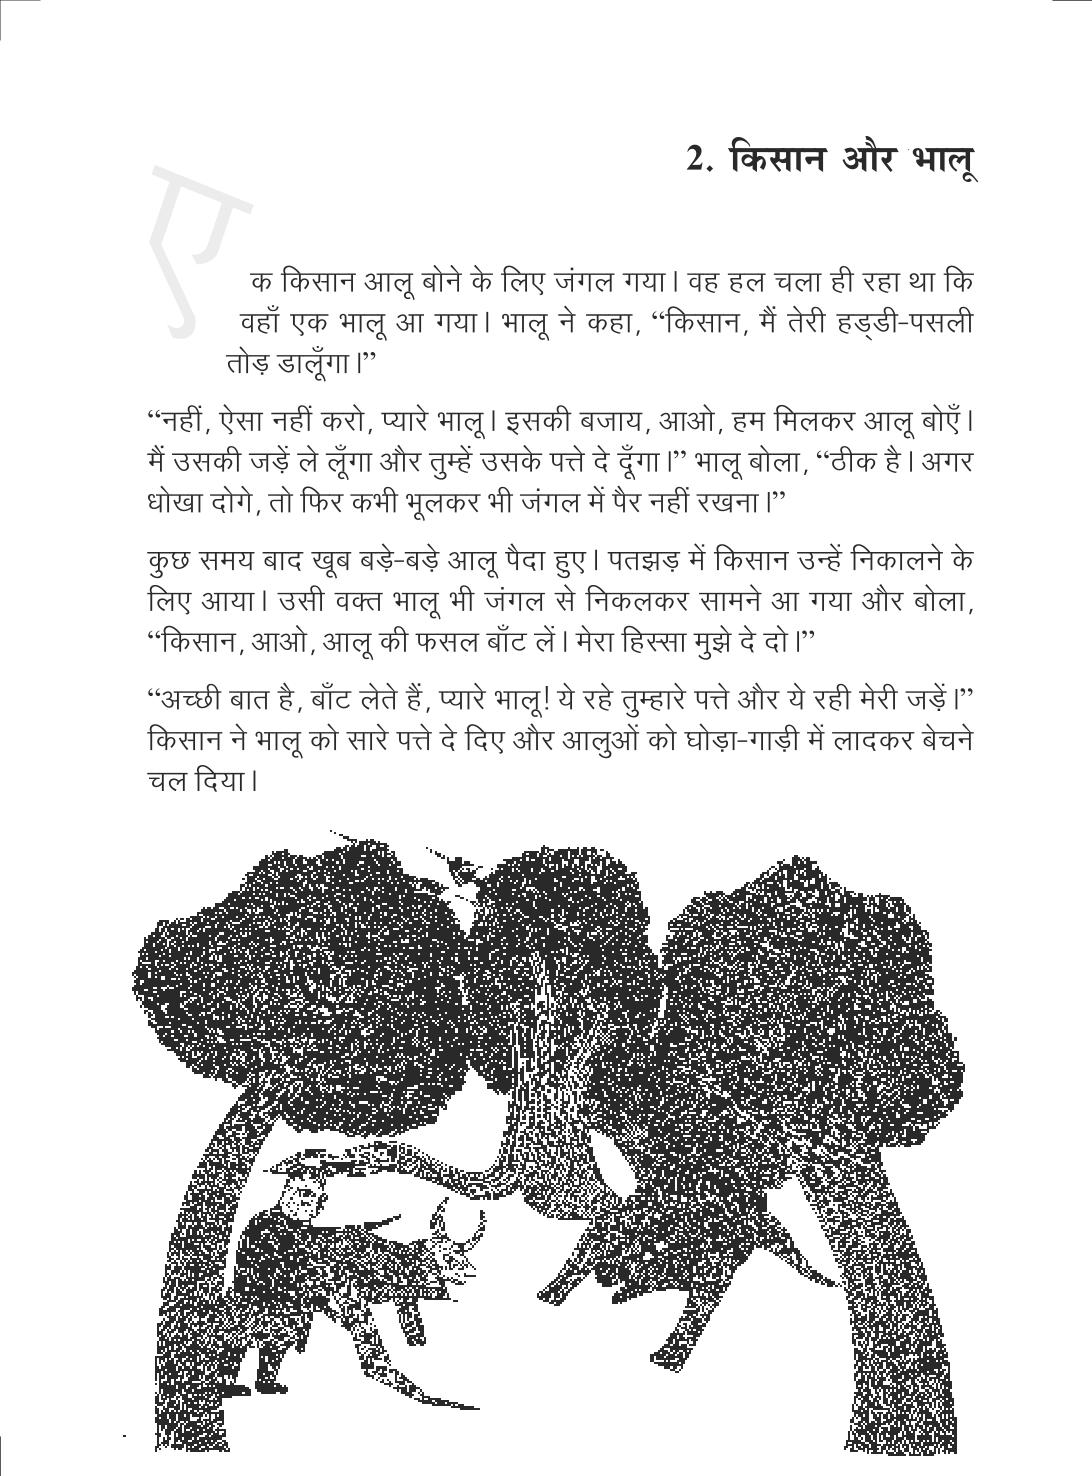 2. किसान और भालू
एक किसान आलू बोने के लिए जंगल गया। वह हल चला ही रहा था कि
वहाँ एक भालू आ गया। भालू ने कहा, “किसान, मैं तेरी हड्डी-पसली
तोड़ डालूँगा।”
“नहीं, ऐसा नहीं करो, प्यारे भालू। इसकी बजाय, आओ, हम मिलकर आलू बोएँ।
मैं उसकी जड़ें ले लूँगा और तुम्हें उसके पत्ते दे दूँगा।” भालू बोला, “ठीक है। अगर
धोखा दोगे, तो फिर कभी भूलकर भी जंगल में पैर नहीं रखना।”
कुछ समय बाद खूब बड़े-बड़े आलू पैदा हुए। पतझड़ में किसान उन्हें निकालने के
लिए आया। उसी वक्त भालू भी जंगल से निकलकर सामने आ गया और बोला,
“किसान, आओ, आलू की फसल बाँट लें। मेरा हिस्सा मुझे दे दो।”
“अच्छी बात है, बाँट लेते हैं, प्यारे भालू! ये रहे तुम्हारे पत्ते और ये रही मेरी जड़ें।”
किसान ने भालू को सारे पत्ते दे दिए और आलुओं को घोड़ा-गाड़ी में लादकर बेचने
चल दिया।